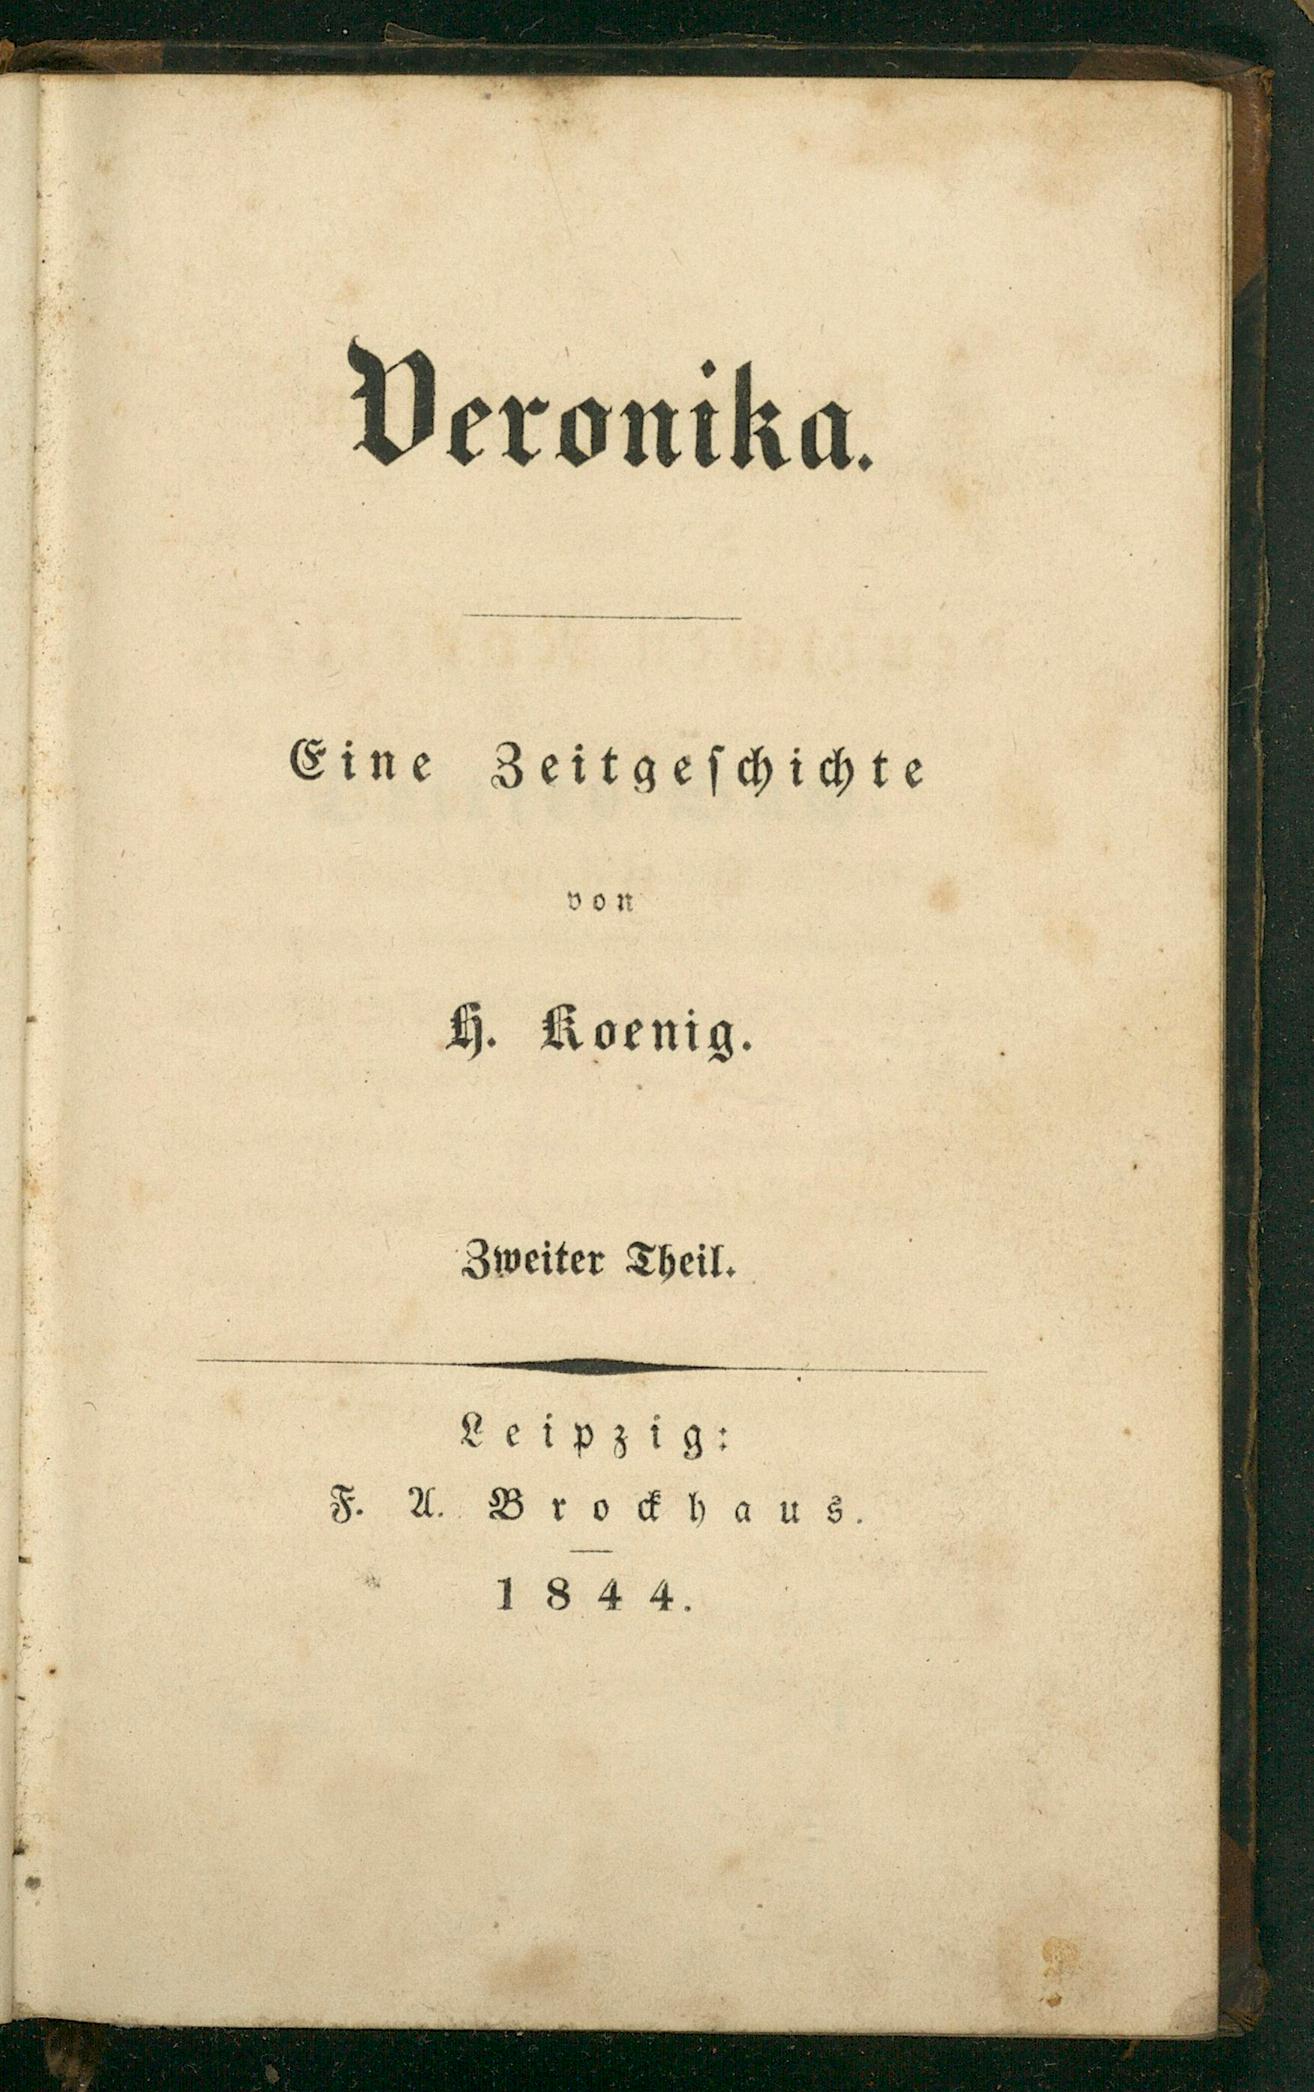 Veronika.
Eine Zeitgeschichte
von
H. Koenig.
Zweiter Theil.
Leipzig:
F. A. Brockhaus.
1844.